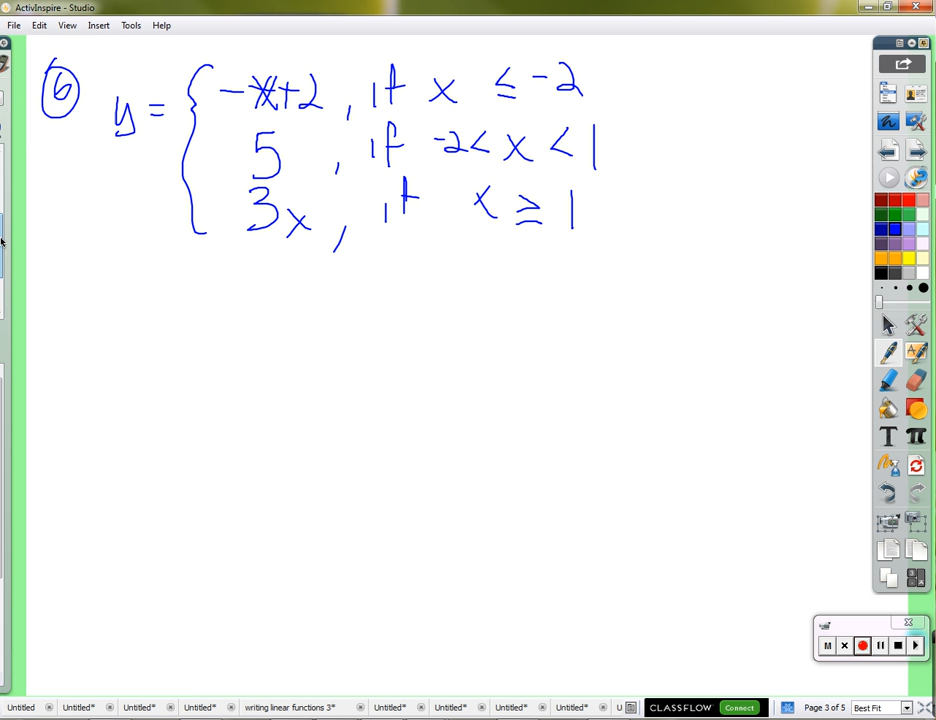 ActivInspire - Studio
File Edit View Insert Tools Help
6 y = { -x+2 , if x ≤ -2
5 , if -2 < x < 1
3x , if x ≥ 1
M
Untitled Untitled* Untitled* Untitled* writing linear functions 3* Untitled* Untitled* Untitled* Untitled* U CLASSFLOW Connect Page 3 of 5 Best Fit